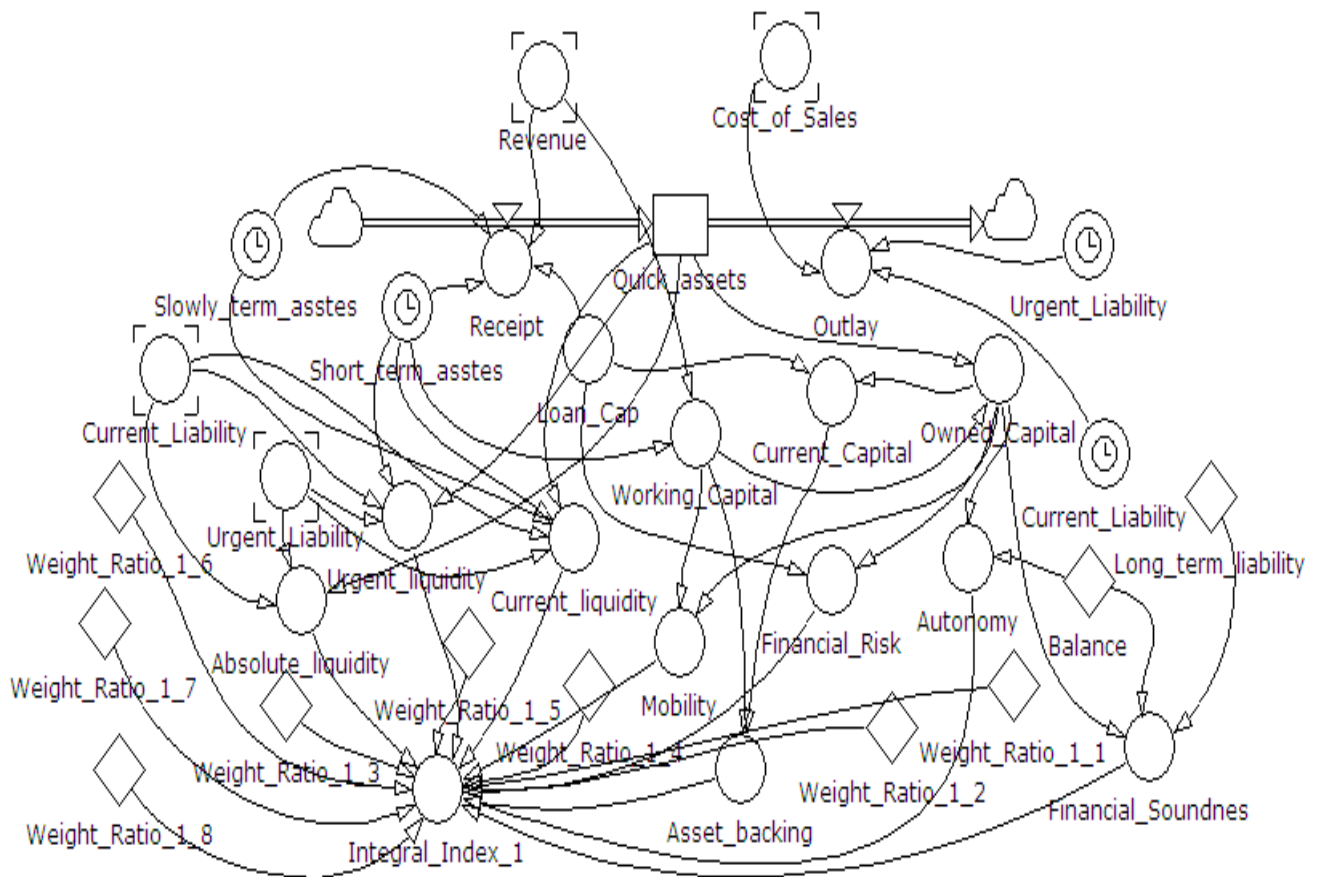 Cost_of_Sales
Revenue
Quick_assets
Slowly_term_asstes
Urgent_Liability
Receipt
Outlay
Short_term_asstes
Loan_Cap
Current_Liability
Owned_Capital
Current_Capital
Working_Capital
Current_Liability
Urgent_Liability
Weight_Ratio_1_6
Long_term_liability
Urgent_liquidity
Current_liquidity
Autonomy
Financial_Risk
Balance
Absolute_liquidity
Weight_Ratio_1_7
Mobility
Weight_Ratio_1_5
Weight_Ratio_1_4
Weight_Ratio_1_1
Weight_Ratio_1_3
Weight_Ratio_1_2
Financial_Soundnes
Weight_Ratio_1_8
Asset_backing
Integral_Index_1